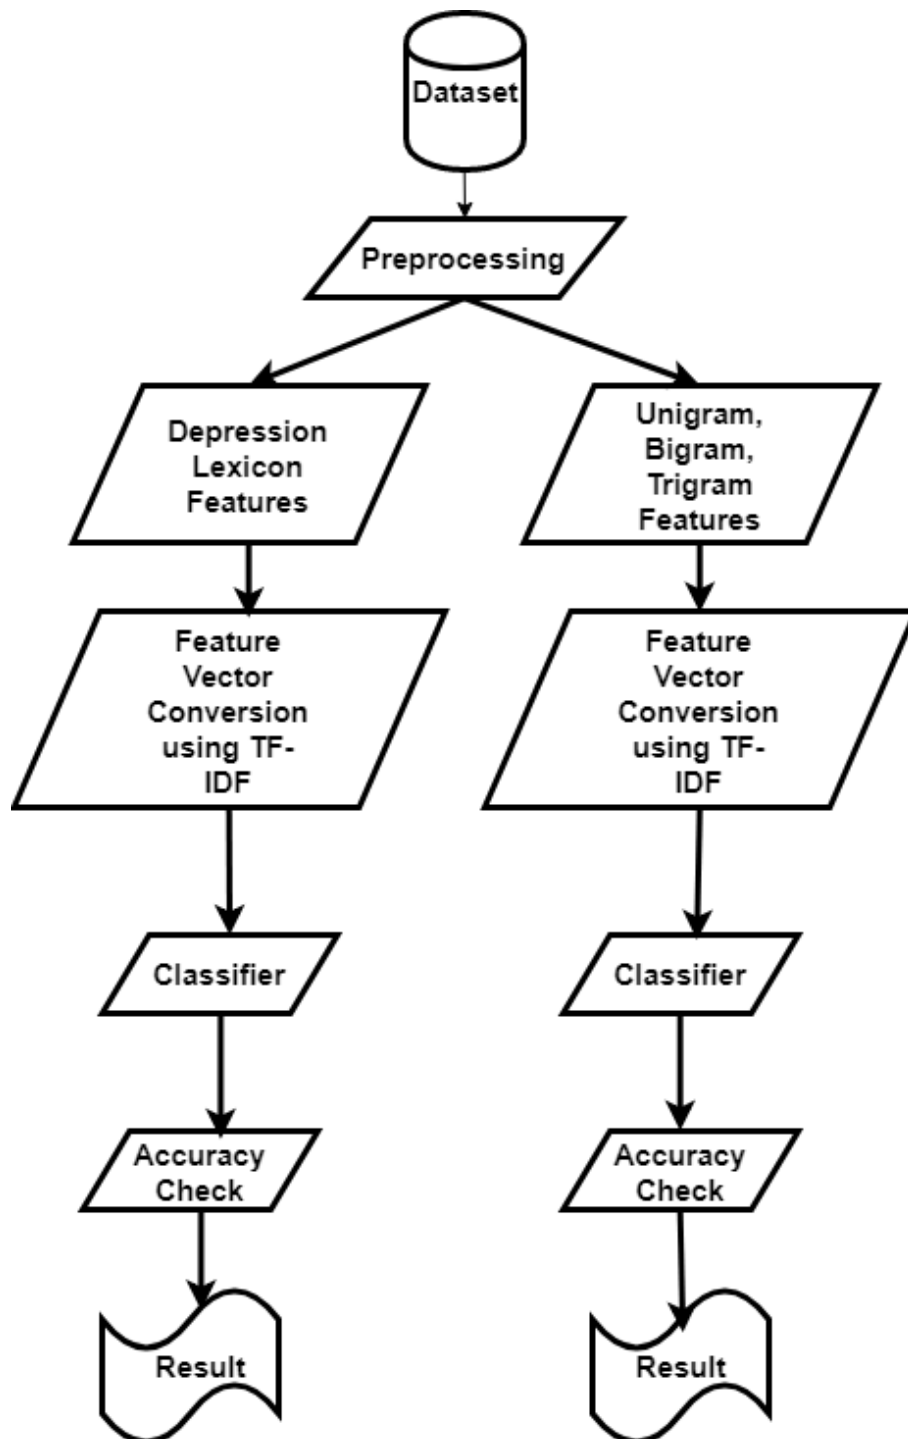 Dataset
Preprocessing
Depression
Lexicon
Features
Unigram,
Bigram,
Trigram
Features
Feature
Vector
Conversion
using TF-
IDF
Feature
Vector
Conversion
using TF-
IDF
Classifier
Classifier
Accuracy
Check
Accuracy
Check
Result
Result